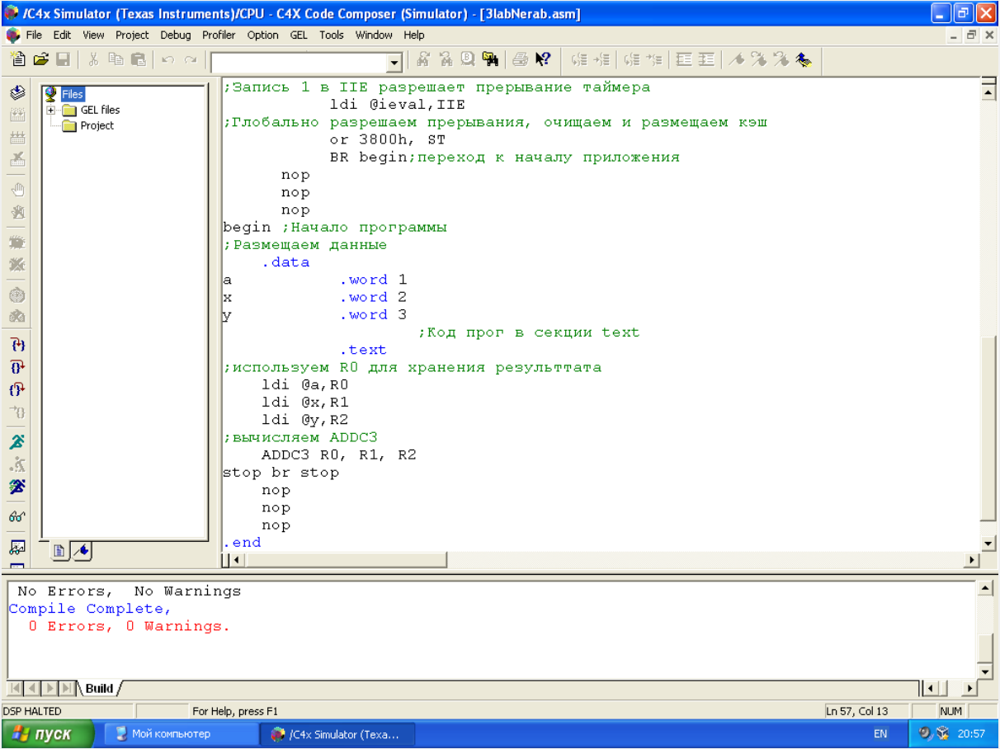 /C4x Simulator (Texas Instruments)/CPU - C4X Code Composer (Simulator) - [3labNerab.asm]
File Edit View Project Debug Profiler Option GEL Tools Window Help
Files
GEL files
Project
;Запись 1 в IIE разрешает прерывание таймера
ldi @ieval,IIE
;Глобально разрешаем прерывания, очищаем и размещаем кэш
or 3800h, ST
BR begin;переход к началу приложения
nop
nop
nop
begin ;Начало программы
;Размещаем данные
.data
a .word 1
x .word 2
y .word 3
;Код прог в секции text
.text
;используем R0 для хранения результтата
ldi @a,R0
ldi @x,R1
ldi @y,R2
;вычисляем ADDC3
ADDC3 R0, R1, R2
stop br stop
nop
nop
nop
.end
No Errors, No Warnings
Compile Complete,
0 Errors, 0 Warnings.
Build
DSP HALTED For Help, press F1 Ln 57, Col 13 NUM
пуск Мой компьютер /C4x Simulator (Texa... EN 20:57